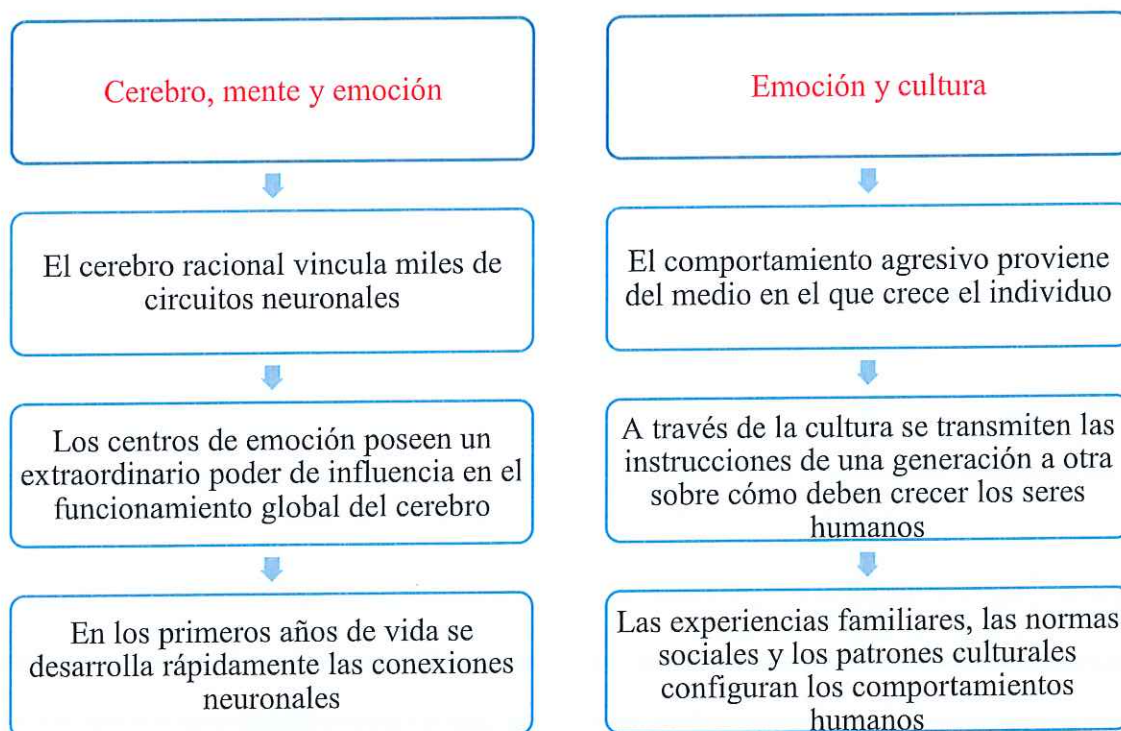 Cerebro, mente y emoción
El cerebro racional vincula miles de
circuitos neuronales
Los centros de emoción poseen un
extraordinario poder de influencia en el
funcionamiento global del cerebro
En los primeros años de vida se
desarrolla rápidamente las conexiones
neuronales
Emoción y cultura
El comportamiento agresivo proviene
del medio en el que crece el individuo
A través de la cultura se transmiten las
instrucciones de una generación a otra
sobre cómo deben crecer los seres
humanos
Las experiencias familiares, las normas
sociales y los patrones culturales
configuran los comportamientos
humanos